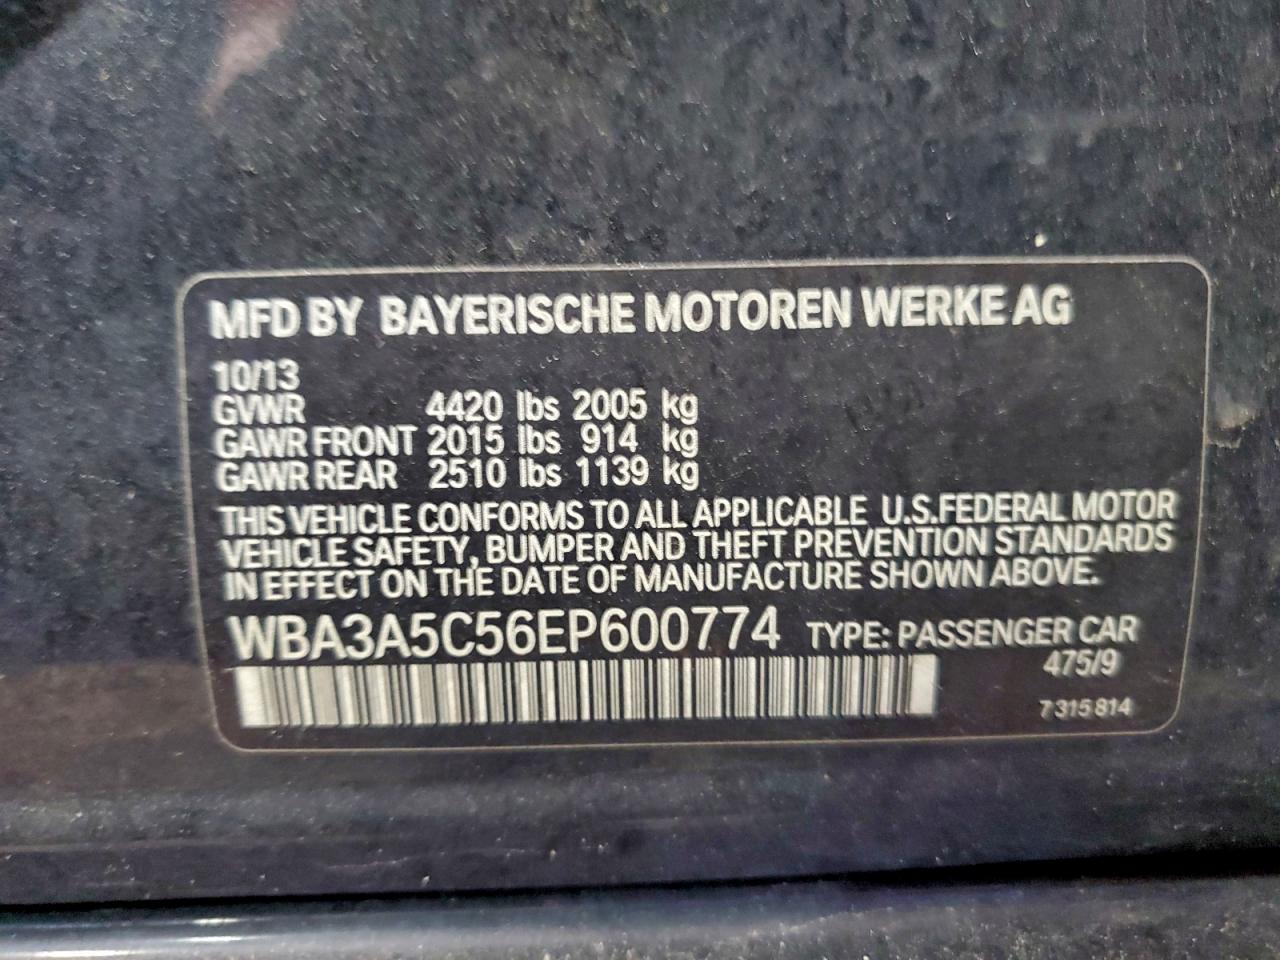 MFD BY BAYERISCHE MOTOREN WERKE AG
10/13
GVWR 4420 lbs 2005 kg
GAWR FRONT 2015 lbs 914 kg
GAWR REAR 2510 lbs 1139 kg
THIS VEHICLE CONFORMS TO ALL APPLICABLE U.S.FEDERAL MOTOR
VEHICLE SAFETY, BUMPER AND THEFT PREVENTION STANDARDS
IN EFFECT ON THE DATE OF MANUFACTURE SHOWN ABOVE.
WBA3A5C56EP600774 TYPE: PASSENGER CAR
475/9
7 315 814